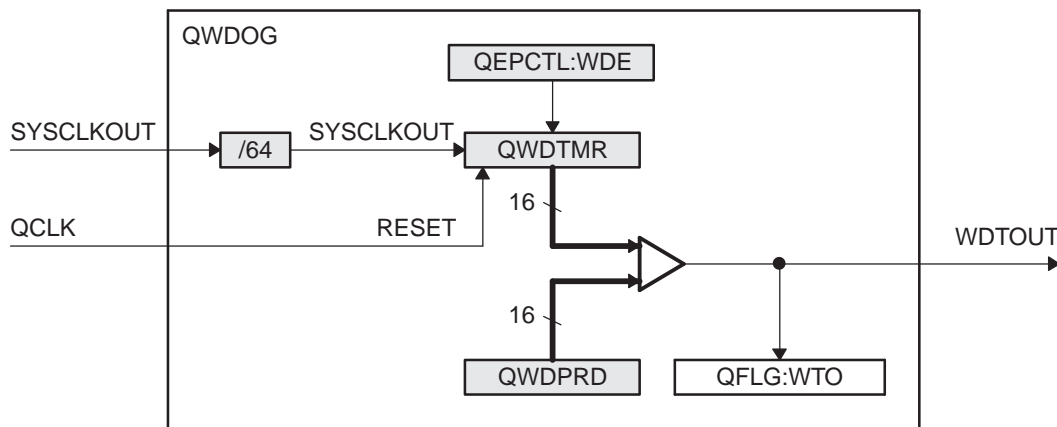 QWDOG
QEPCTL:WDE
SYSCLKOUT
/64
SYSCLKOUT
QWDTMR
16
QCLK
RESET
WDTOUT
16
QWDPRD
QFLG:WTO